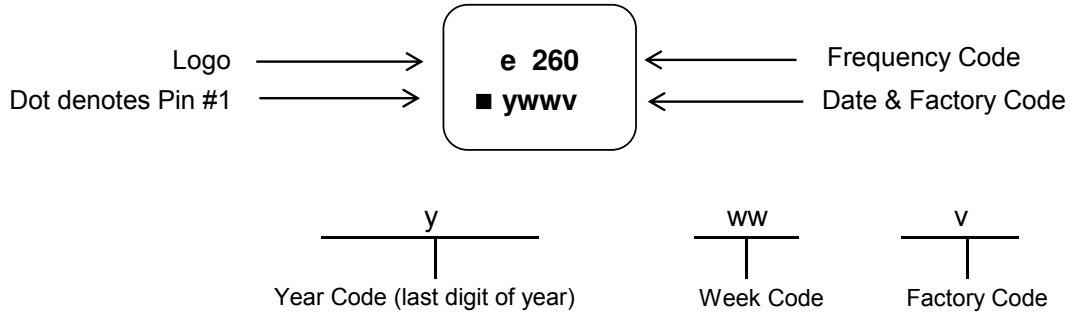 Logo e 260 Frequency Code
Dot denotes Pin #1 ■ ywwv Date & Factory Code
y ww v
Year Code (last digit of year) Week Code Factory Code